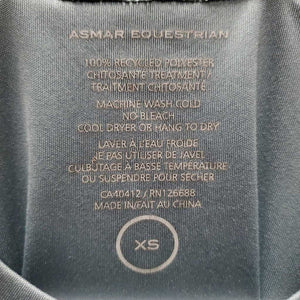 ASMAR EQUESTRIAN
100% RECYCLED POLYESTER
CHITOSANTE TREATMENT/
TRAITMENT CHITOSANTE
MACHINE WASH COLD
NO BLEACH
COOL DRYER OR HANG TO DRY
LAVER À L'EAU FROIDE
NE PAS UTILISER DE JAVEL
CULBUTAGE À BASSE TEMPÉRATURE
OU SUSPENDRE POUR SÉCHER
CA40412 / RN126688
MADE IN/FAIT AU CHINA
XS